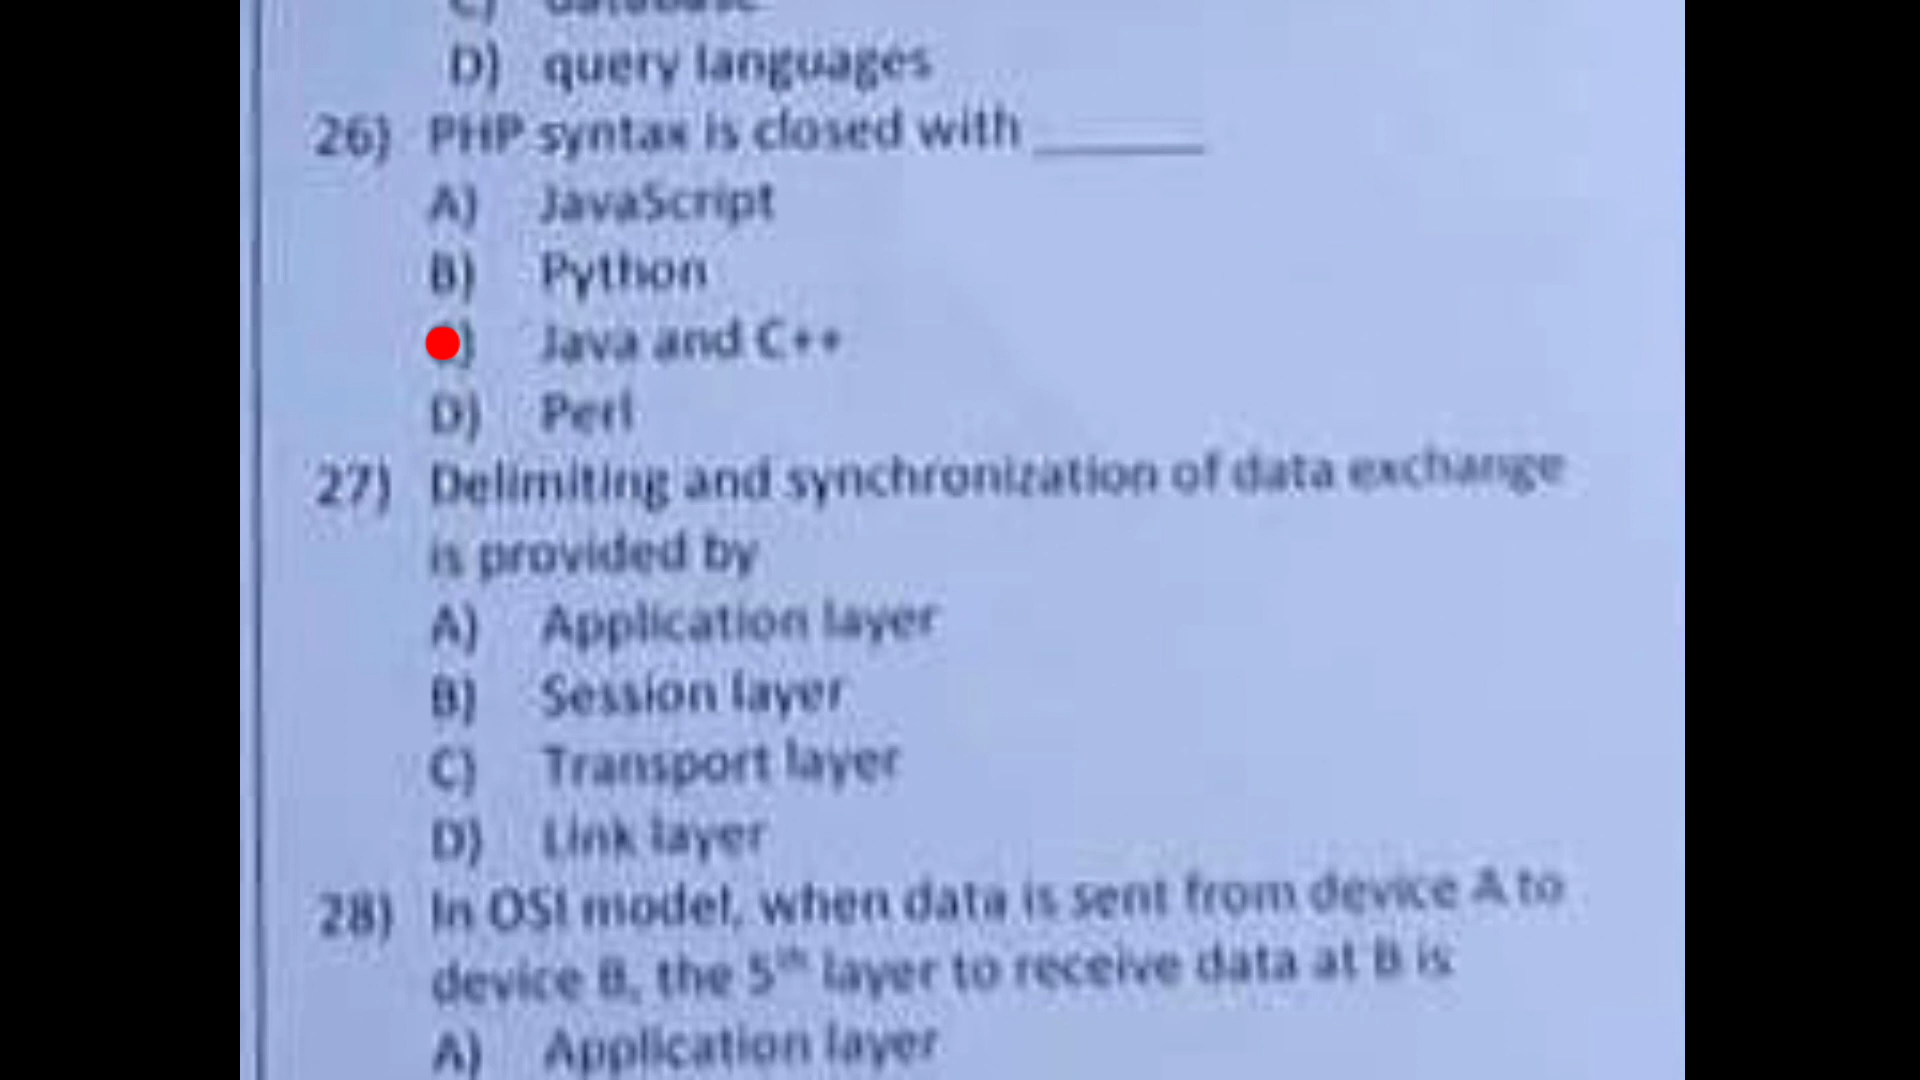 C) database
D) query languages
26) PHP syntax is closed with ______
A) JavaScript
B) Python
) Java and C++
D) Perl
27) Delimiting and synchronization of data exchange
is provided by
A) Application layer
B) Session layer
C) Transport layer
D) Link layer
28) In OSI model, when data is sent from device A to
device B, the 5th layer to receive data at B is
A) Application layer